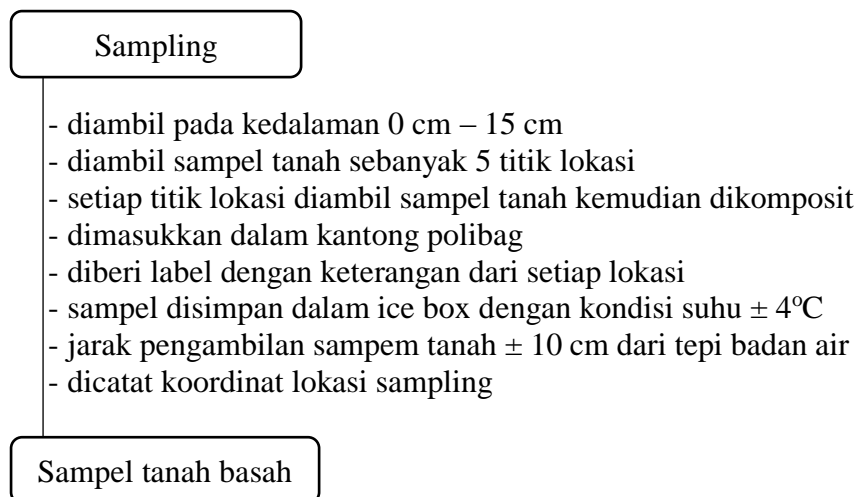 Sampling
- diambil pada kedalaman 0 cm – 15 cm
- diambil sampel tanah sebanyak 5 titik lokasi
- setiap titik lokasi diambil sampel tanah kemudian dikomposit
- dimasukkan dalam kantong polibag
- diberi label dengan keterangan dari setiap lokasi
- sampel disimpan dalam ice box dengan kondisi suhu ± 4°C
- jarak pengambilan sampem tanah ± 10 cm dari tepi badan air
- dicatat koordinat lokasi sampling
Sampel tanah basah